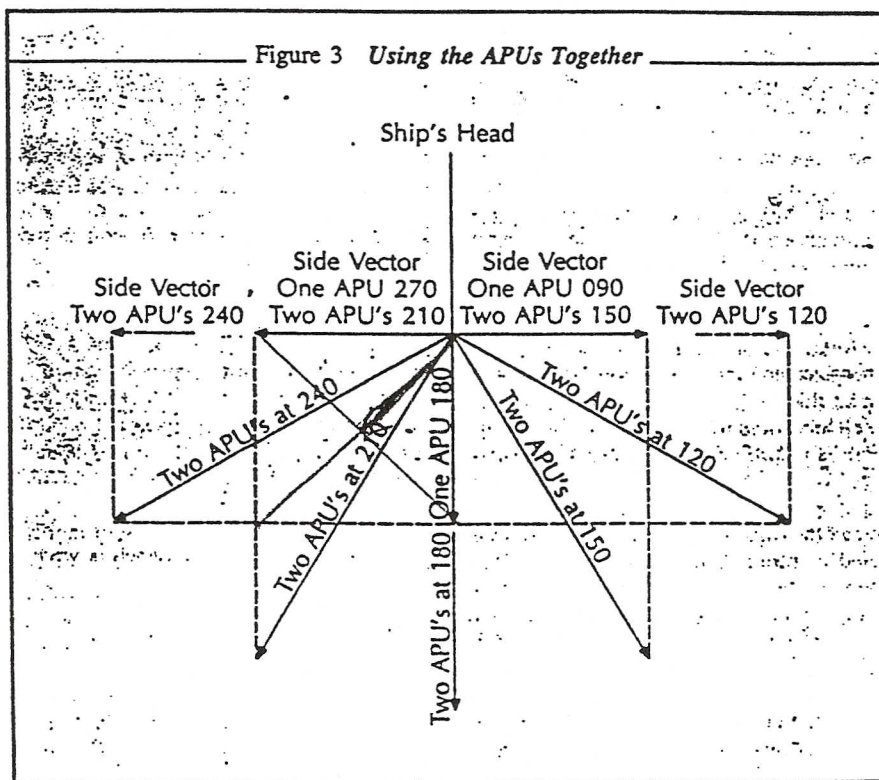 Figure 3 Using the APUs Together
Ship's Head
Side Vector
Two APU's 240
Side Vector
One APU 270
Two APU's 210
Side Vector
One APU 090
Two APU's 150
Side Vector
Two APU's 120
Two APU's at 240
Two APU's at 210
One APU 180
Two APU's at 180
Two APU's at 150
Two APU's at 120